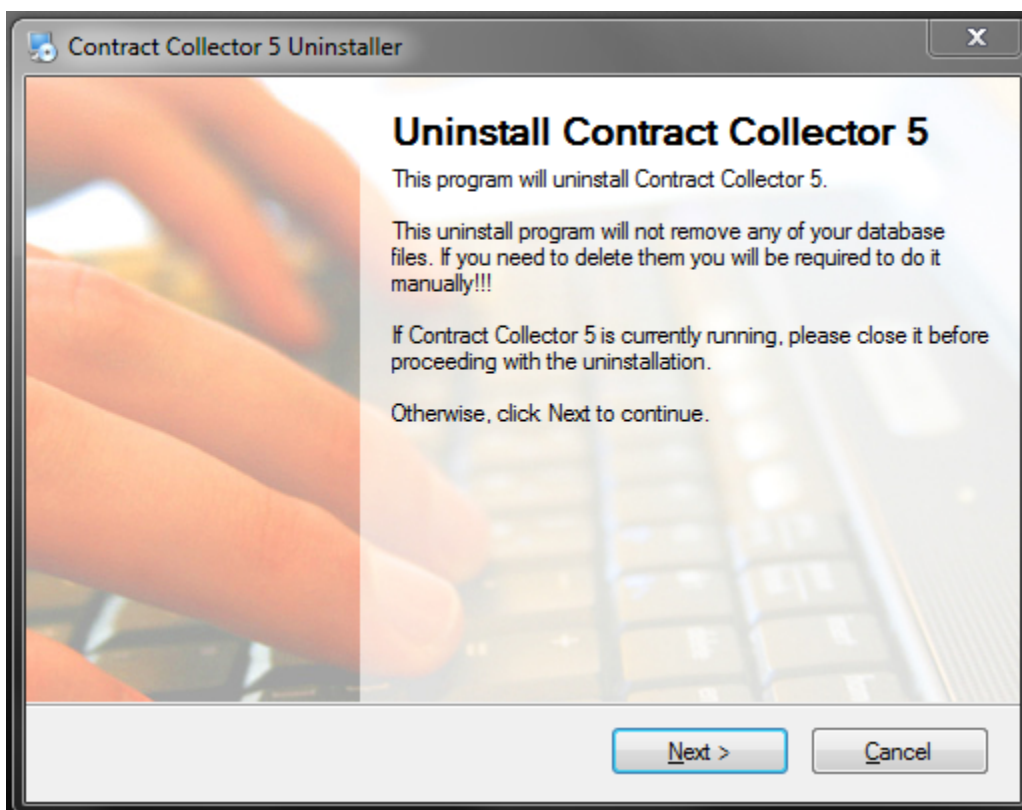 Contract Collector 5 Uninstaller
Uninstall Contract Collector 5
This program will uninstall Contract Collector 5.
This uninstall program will not remove any of your database
files. If you need to delete them you will be required to do it
manually!!!
If Contract Collector 5 is currently running, please close it before
proceeding with the uninstallation.
Otherwise, click Next to continue.
Next >
Cancel